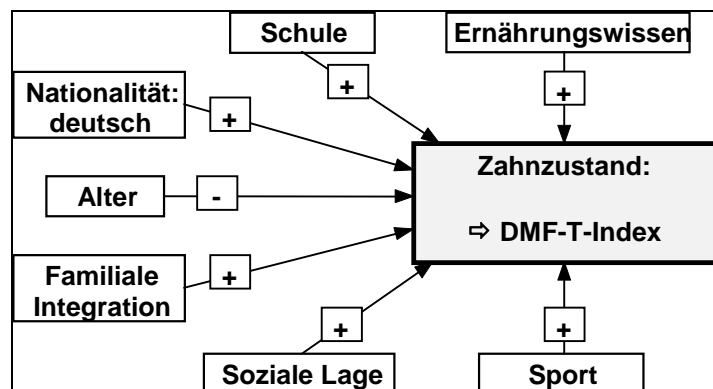 Schule
Ernährungswissen
+
+
Nationalität:
deutsch
+
Zahnzustand:
⇨ DMF-T-Index
Alter
-
Familiale
Integration
+
+
+
Soziale Lage
Sport